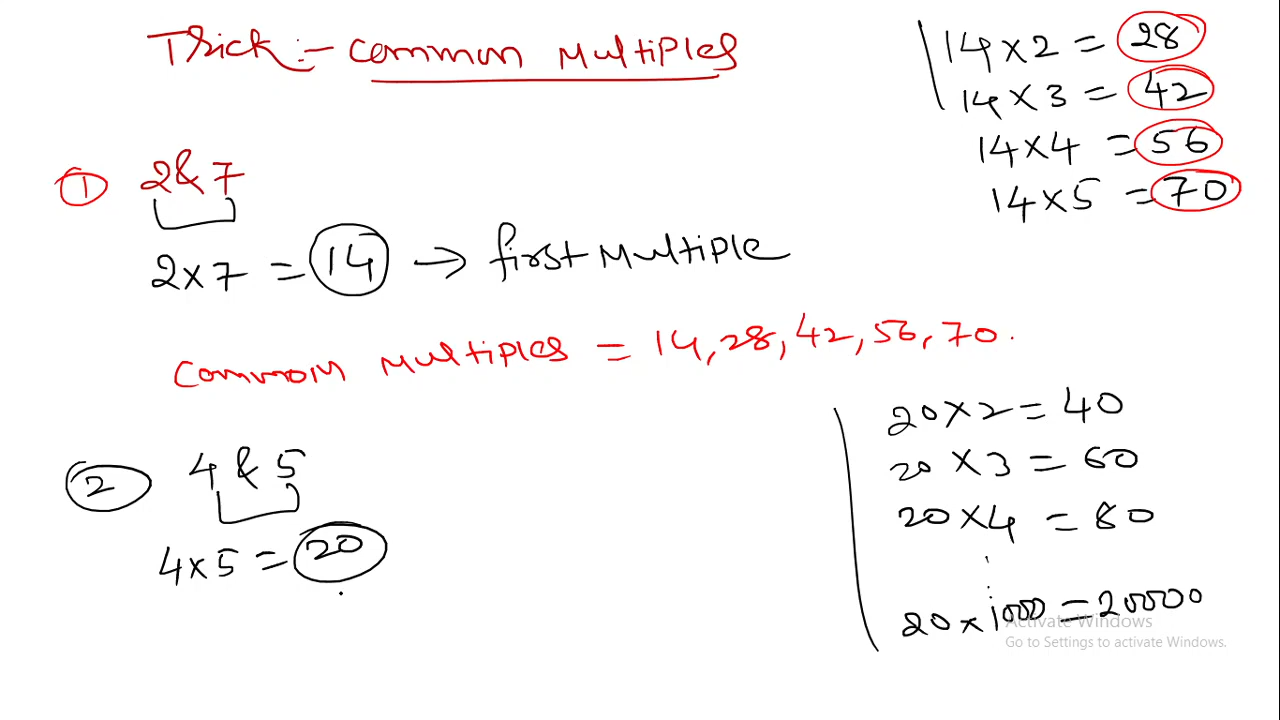 Trick :- Common Multiples
14 x 2 = 28
14 x 3 = 42
14 x 4 = 56
14 x 5 = 70
1 2 & 7
2 x 7 = 14 → first Multiple
Common Multiples = 14, 28, 42, 56, 70.
2 4 & 5
4 x 5 = 20
20 x 2 = 40
20 x 3 = 60
20 x 4 = 80
20 x 1000 = 20000
Activate Windows
Go to Settings to activate Windows.